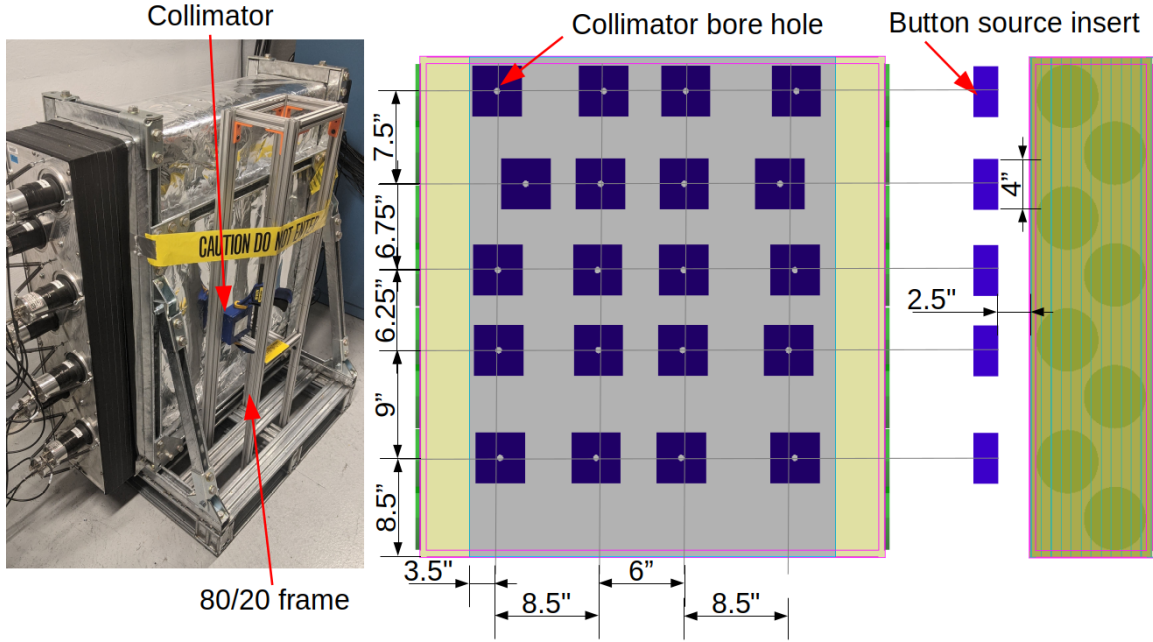 Collimator
Collimator bore hole
Button source insert
7.5"
6.75"
6.25"
9"
8.5"
CAUTION DO NOT ENTER
4"
2.5"
3.5"
6”
8.5"
8.5"
80/20 frame